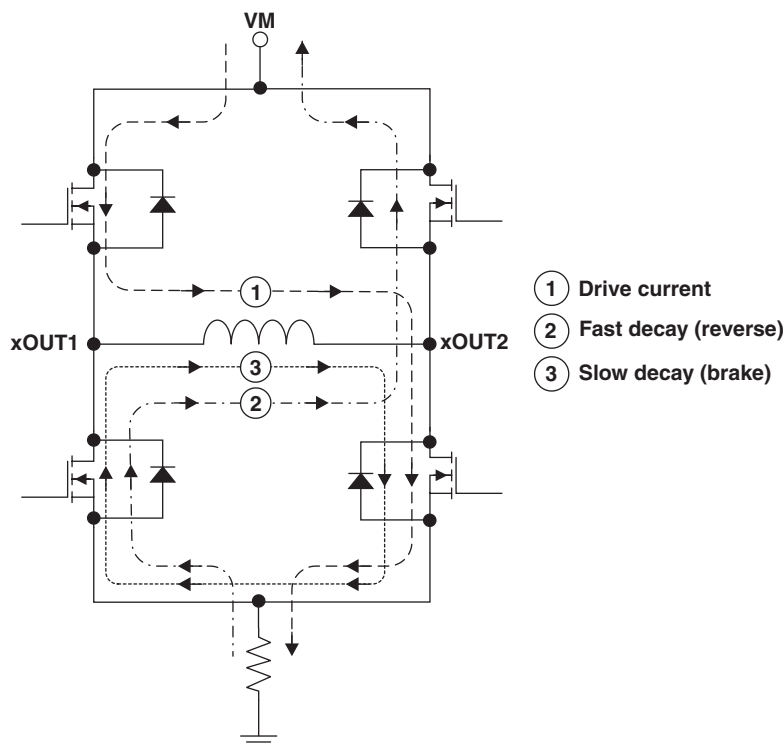 VM
1
xOUT1
xOUT2
3
2
1 Drive current
2 Fast decay (reverse)
3 Slow decay (brake)